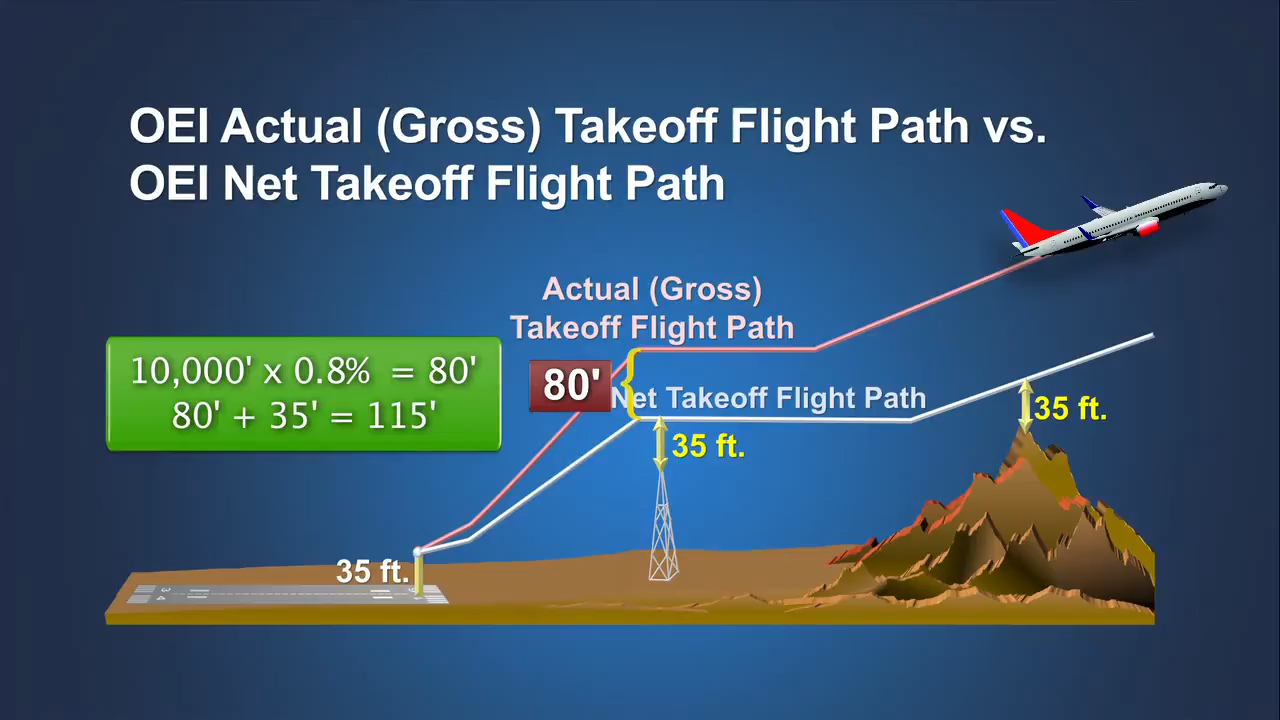 OEI Actual (Gross) Takeoff Flight Path vs.
OEI Net Takeoff Flight Path
Actual (Gross)
Takeoff Flight Path
10,000' x 0.8% = 80'
80' + 35' = 115'
80'
Net Takeoff Flight Path
35 ft.
35 ft.
35 ft.